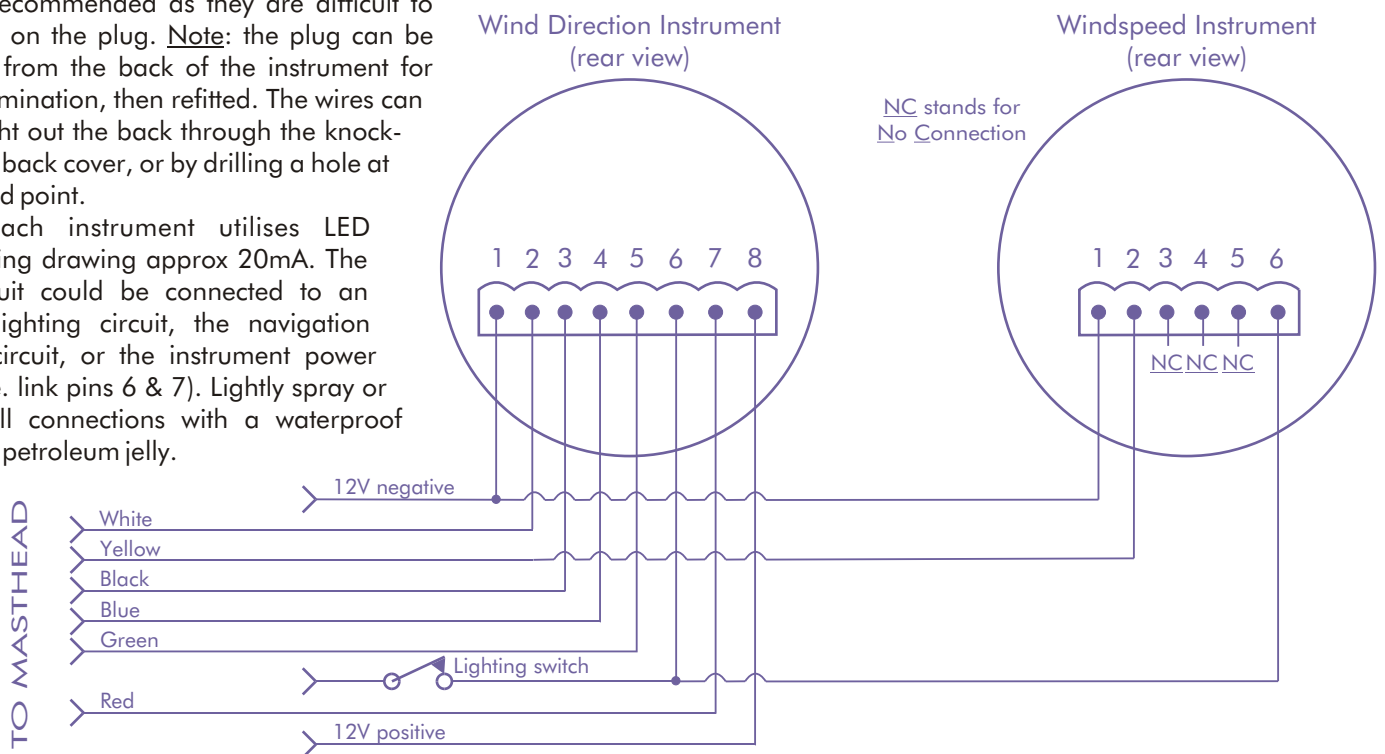 ecommended as they are difficult to
on the plug. Note: the plug can be
from the back of the instrument for
mination, then refitted. The wires can
ht out the back through the knock-
back cover, or by drilling a hole at
d point.
ach instrument utilises LED
ing drawing approx 20mA. The
uit could be connected to an
ighting circuit, the navigation
circuit, or the instrument power
e. link pins 6 & 7). Lightly spray or
ll connections with a waterproof
petroleum jelly.
Wind Direction Instrument
(rear view)
1 2 3 4 5 6 7 8
NC stands for
No Connection
Windspeed Instrument
(rear view)
1 2 3 4 5 6
NC NC NC
12V negative
TO MASTHEAD
White
Yellow
Black
Blue
Green
Lighting switch
Red
12V positive